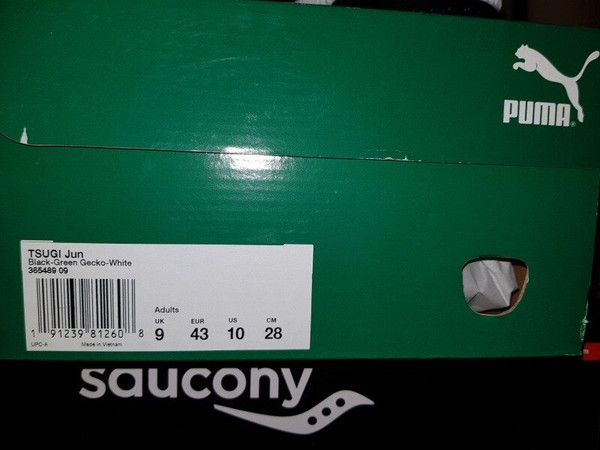 PUMA®
TSUGI Jun
Black-Green Gecko-White
365489 09
Adults
UK EUR US CM
9 43 10 28
1 91239 81260 8
UPC-A Made in Vietnam
saucony